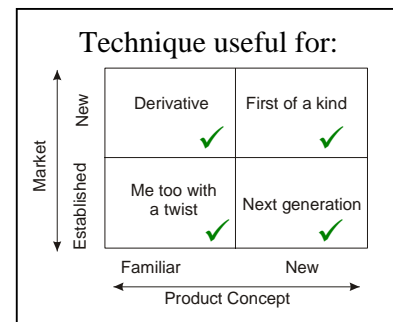 Technique useful for:
Market
New
Established
Derivative
First of a kind
Me too with
a twist
Next generation
Familiar
New
Product Concept